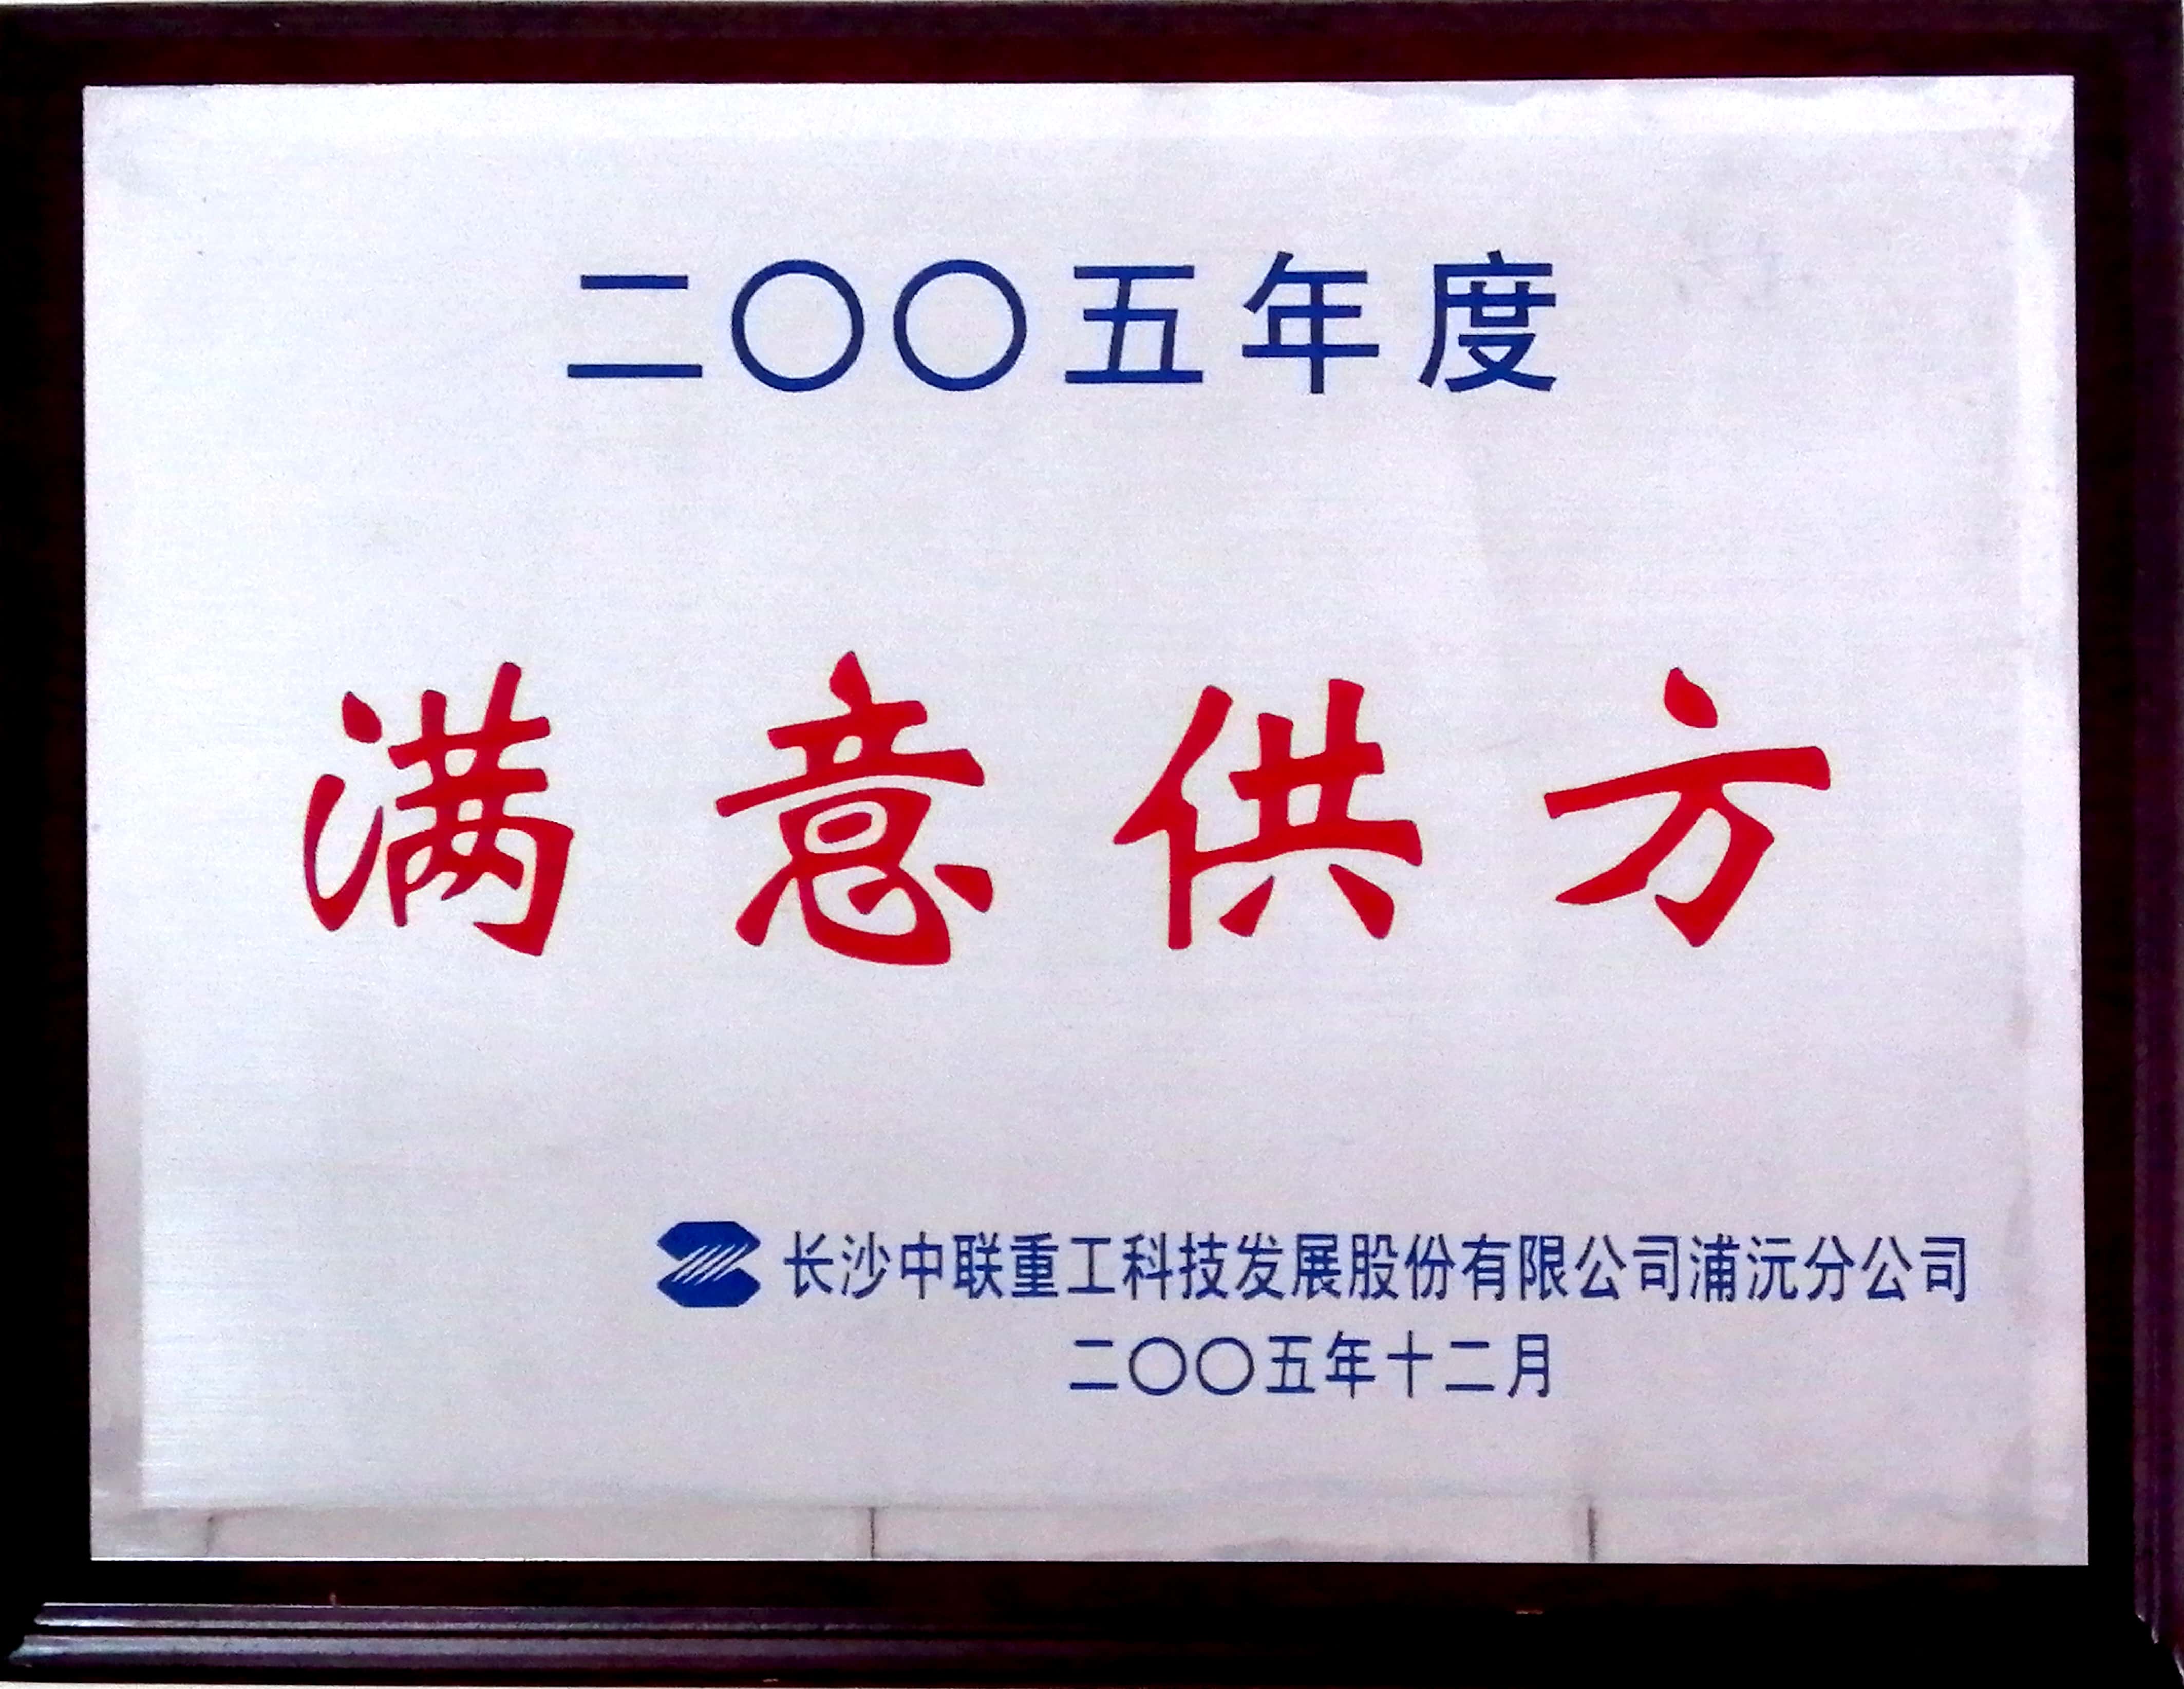 二〇〇五年度
满意供方
长沙中联重工科技发展股份有限公司浦沅分公司
二〇〇五年十二月